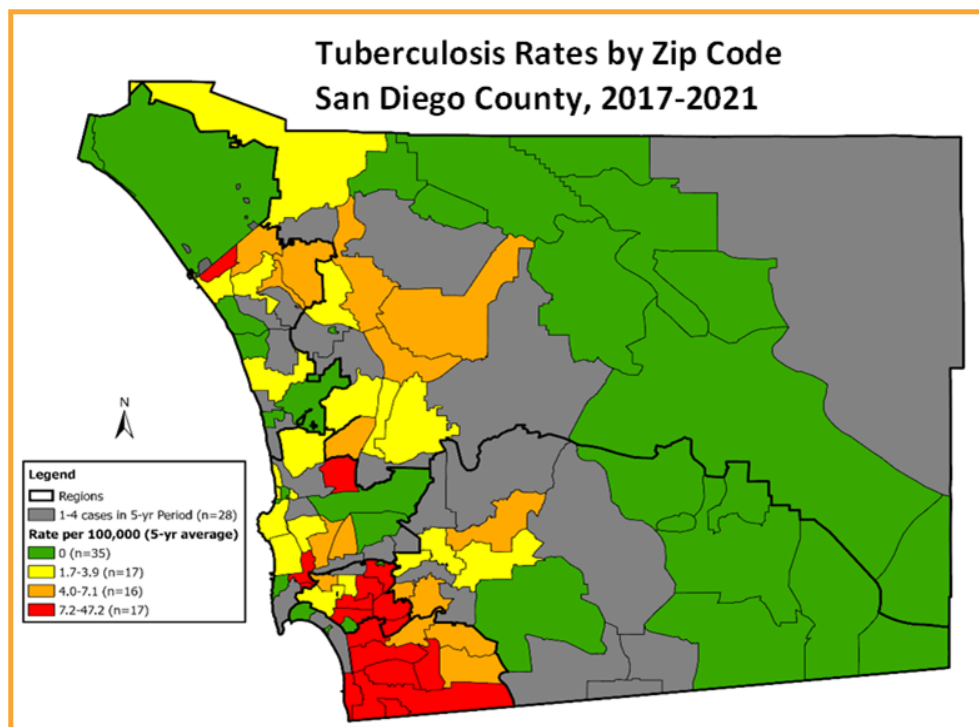 Tuberculosis Rates by Zip Code
San Diego County, 2017-2021
N
Legend
Regions
1-4 cases in 5-yr Period (n=28)
Rate per 100,000 (5-yr average)
0 (n=35)
1.7-3.9 (n=17)
4.0-7.1 (n=16)
7.2-47.2 (n=17)